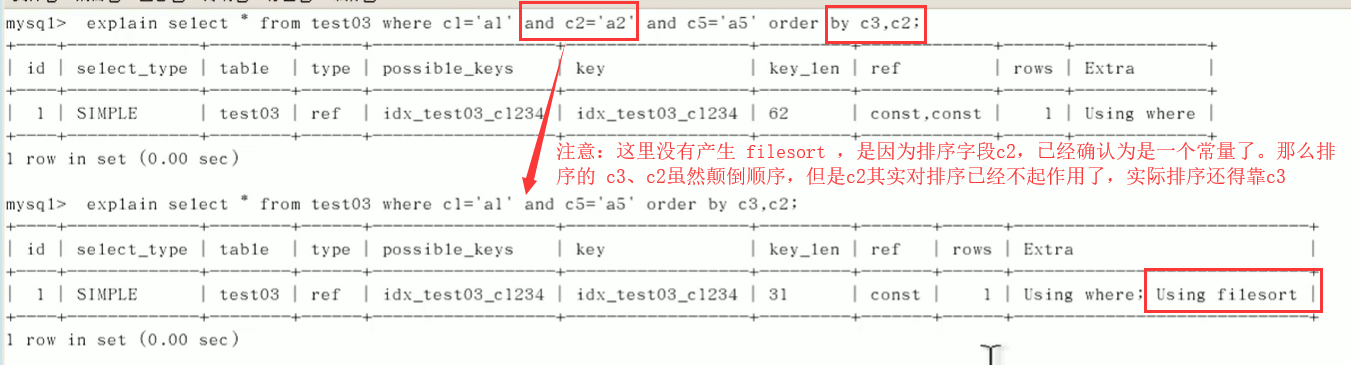 mysql>  explain select * from test03 where c1='a1' and c2='a2' and c5='a5' order by c3,c2;
+----+-------------+--------+------+-----------------+-----------------+---------+-------------+------+-------------+
| id | select_type | table | type | possible_keys | key | key_len | ref | rows | Extra |
+----+-------------+--------+------+-----------------+-----------------+---------+-------------+------+-------------+
| 1 | SIMPLE | test03 | ref | idx_test03_c1234 | idx_test03_c1234 | 62 | const,const | 1 | Using where |
+----+-------------+--------+------+-----------------+-----------------+---------+-------------+------+-------------+
1 row in set (0.00 sec)
注意：这里没有产生 filesort ，是因为排序字段c2，已经确认为是一个常量了。那么排
序的 c3、c2虽然颠倒顺序，但是c2其实对排序已经不起作用了，实际排序还得靠c3
mysql>  explain select * from test03 where c1='a1' and c5='a5' order by c3,c2;
+----+-------------+--------+------+-----------------+-----------------+---------+-------+------+-----------------------------+
| id | select_type | table | type | possible_keys | key | key_len | ref | rows | Extra |
+----+-------------+--------+------+-----------------+-----------------+---------+-------+------+-----------------------------+
| 1 | SIMPLE | test03 | ref | idx_test03_c1234 | idx_test03_c1234 | 31 | const | 1 | Using where; Using filesort |
+----+-------------+--------+------+-----------------+-----------------+---------+-------+------+-----------------------------+
1 row in set (0.00 sec)